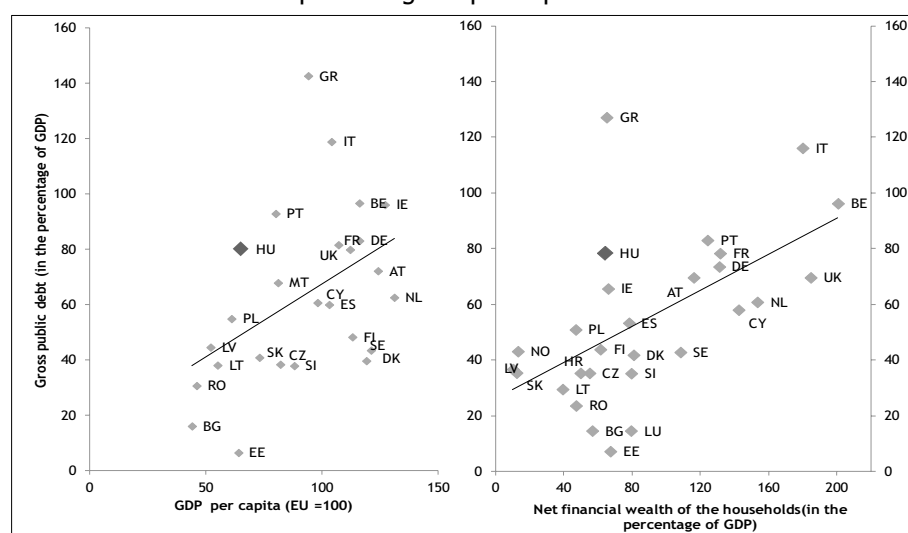 160
140
120
100
80
60
40
20
0
Gross public debt (in the percentage of GDP)
GR
IT
BE IE
PT
HU
FR DE
UK
AT
MT
CY
NL
ES
PL
FI
SE
LV
SK CZ
SI
DK
LT
RO
BG
EE
0 50 100 150
GDP per capita (EU =100)
160
140
120
100
80
60
40
20
0
GR
IT
BE
PT
HU
FR
DE
UK
AT
IE
NL
CY
ES
PL
NO
FI
HR
DK
SE
LV
SK
CZ
SI
LT
RO
BG
LU
EE
160
140
120
100
80
60
40
20
0
0 40 80 120 160 200
Net financial wealth of the households(in the
percentage of GDP)